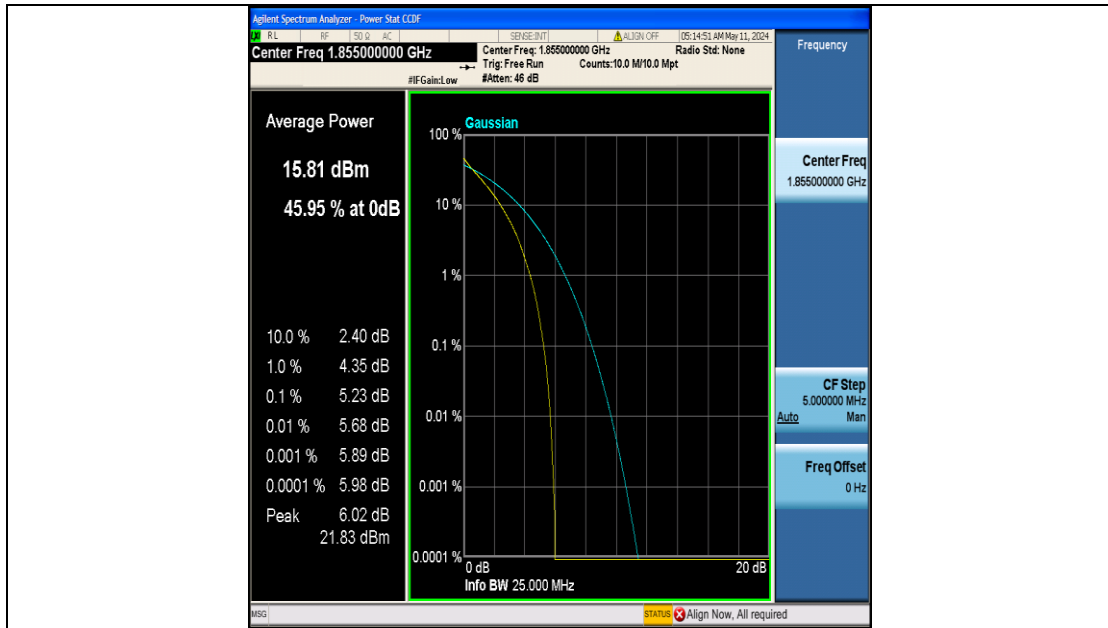 Agilent Spectrum Analyzer - Power Stat CCDF
RL RF 50 Ω AC SENSE:INT ALIGN OFF 05:14:51 AM May 11, 2024
Center Freq 1.855000000 GHz
Center Freq: 1.855000000 GHz Radio Std: None
Trig: Free Run Counts:10.0 M/10.0 Mpt
#IFGain:Low #Atten: 46 dB
Frequency
Average Power
15.81 dBm
45.95 % at 0dB
10.0 % 2.40 dB
1.0 % 4.35 dB
0.1 % 5.23 dB
0.01 % 5.68 dB
0.001 % 5.89 dB
0.0001 % 5.98 dB
Peak 6.02 dB
21.83 dBm
Gaussian
100 %
10 %
1 %
0.1 %
0.01 %
0.001 %
0.0001 %
0 dB 20 dB
Info BW 25.000 MHz
Center Freq
1.855000000 GHz
CF Step
5.000000 MHz
Auto Man
Freq Offset
0 Hz
MSG STATUS Align Now, All required